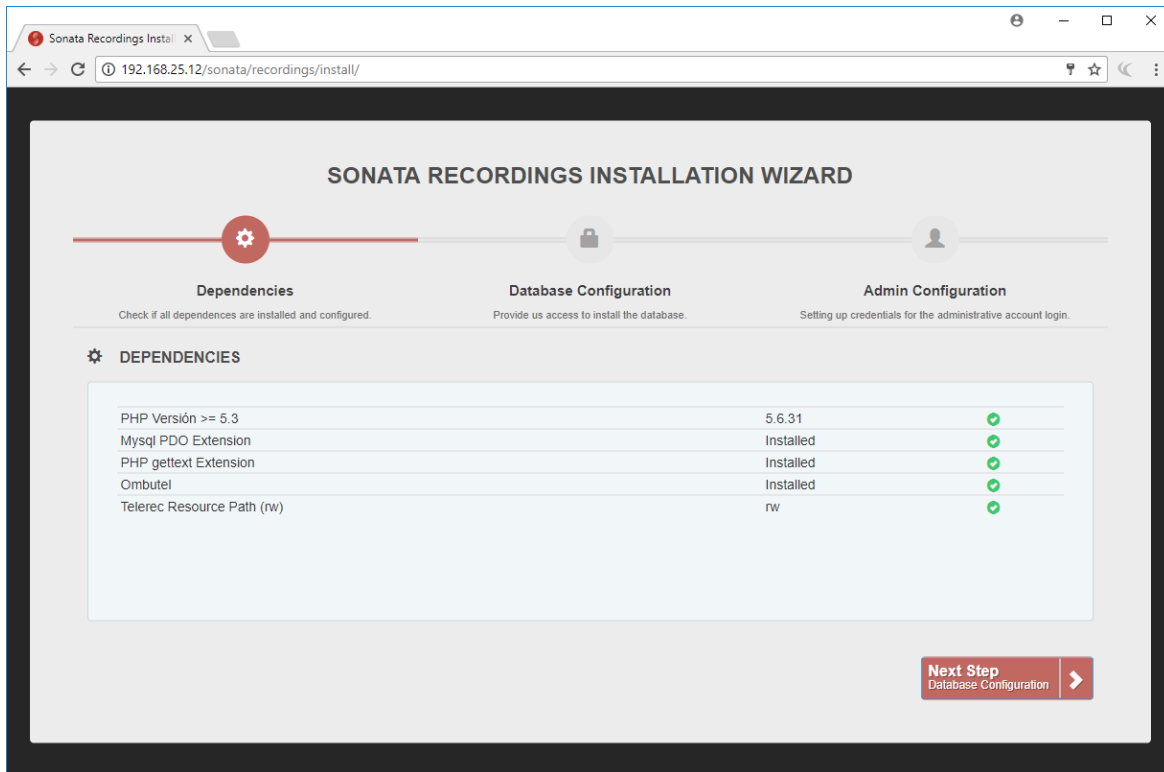 Sonata Recordings Instal
192.168.25.12/sonata/recordings/install/
SONATA RECORDINGS INSTALLATION WIZARD
Dependencies
Check if all dependences are installed and configured.
Database Configuration
Provide us access to install the database.
Admin Configuration
Setting up credentials for the administrative account login.
DEPENDENCIES
PHP Versión >= 5.3 5.6.31
Mysql PDO Extension Installed
PHP gettext Extension Installed
Ombutel Installed
Telerec Resource Path (rw) rw
Next Step
Database Configuration